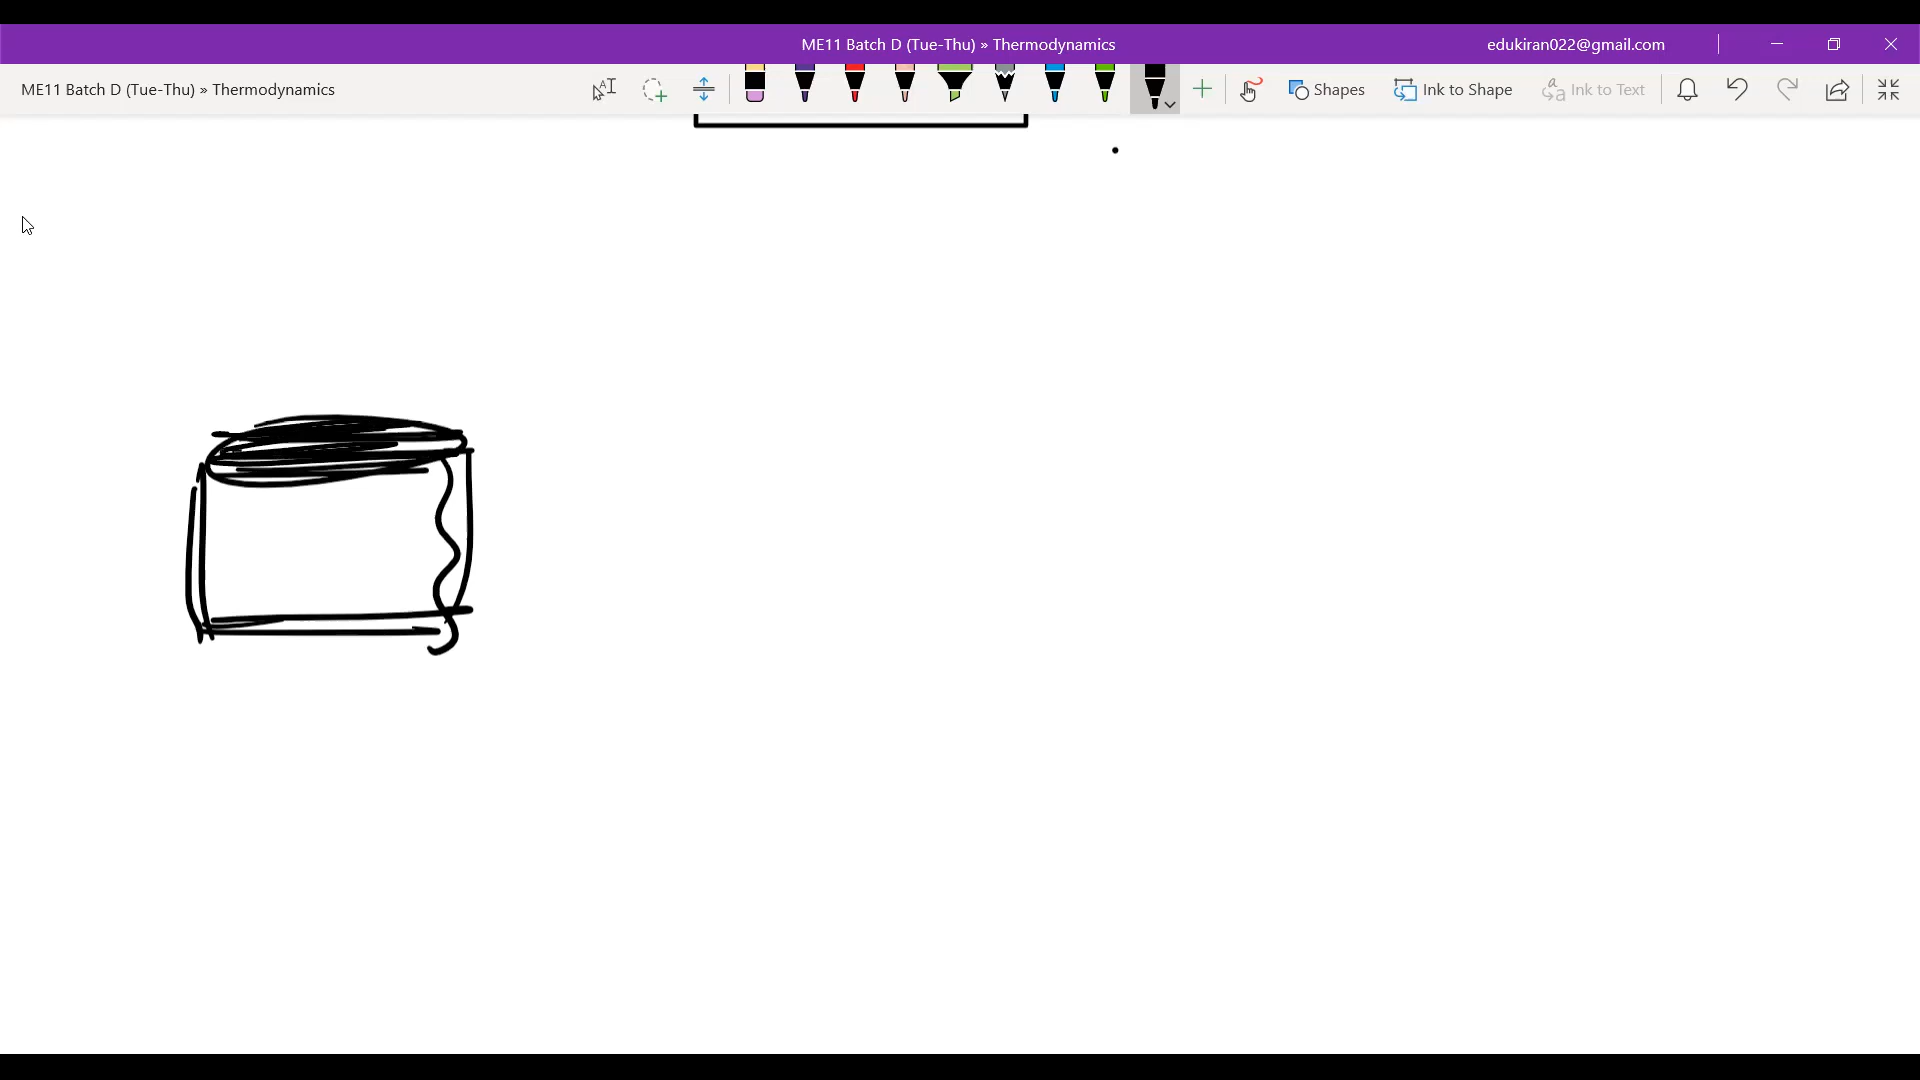 ME11 Batch D (Tue-Thu) » Thermodynamics
edukiran022@gmail.com
ME11 Batch D (Tue-Thu) » Thermodynamics
Shapes
Ink to Shape
Ink to Text